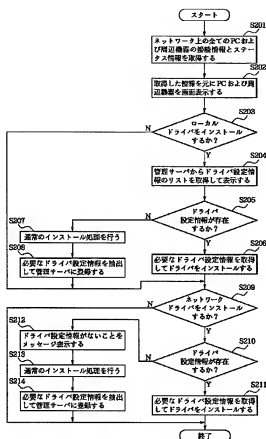 スタート
S201
ネットワーク上の全てのPCおよ
び周辺機器の接続情報とステー
タス情報を取得する
S202
取得した情報を元にPCおよび周
辺機器を画面表示する
S203
ローカル
ドライバをインストール
するか?
N
Y
S204
管理サーバからドライバ設定情
報のリストを取得して表示する
S205
ドライバ
設定情報が存在
するか?
N
Y
S207
通常のインストール処理を行う
S208
必要なドライバ設定情報を抽出
して管理サーバに登録する
S206
必要なドライバ設定情報を取得
してドライバをインストールする
S209
ネットワーク
ドライバをインストール
するか?
N
Y
S212
ドライバ設定情報がないことを
メッセージ表示する
S210
ドライバ
設定情報が存在
するか?
N
Y
S213
通常のインストール処理を行う
S214
必要なドライバ設定情報を抽出
して管理サーバに登録する
S211
必要なドライバ設定情報を取得
してドライバをインストールする
終了